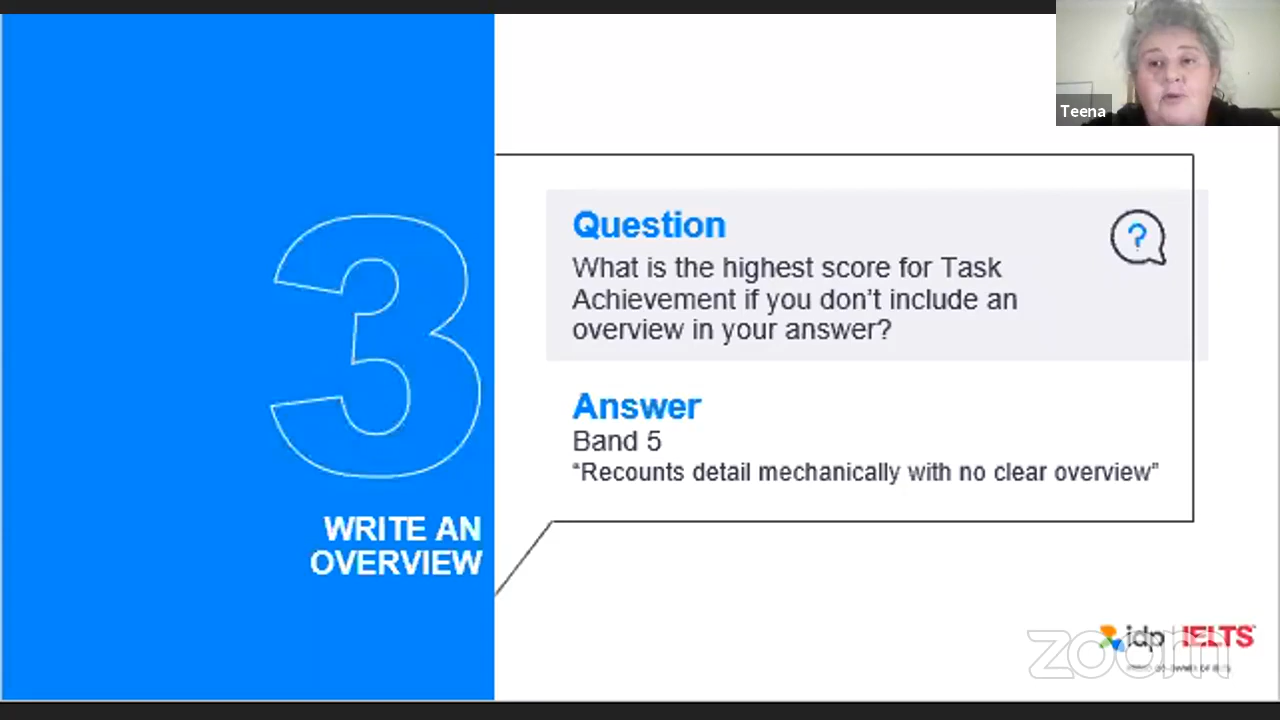 Teena
Question
What is the highest score for Task
Achievement if you don't include an
overview in your answer?
?
Answer
Band 5
"Recounts detail mechanically with no clear overview"
3
WRITE AN
OVERVIEW
idp IELTS
zoom